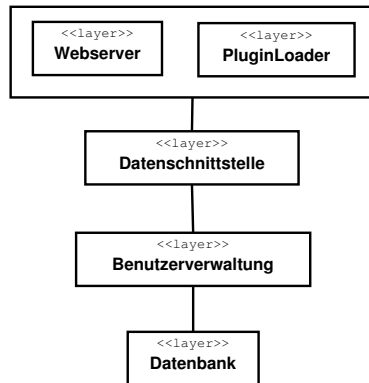 <<layer>>
Webserver
<<layer>>
PluginLoader
<<layer>>
Datenschnittstelle
<<layer>>
Benutzerverwaltung
<<layer>>
Datenbank